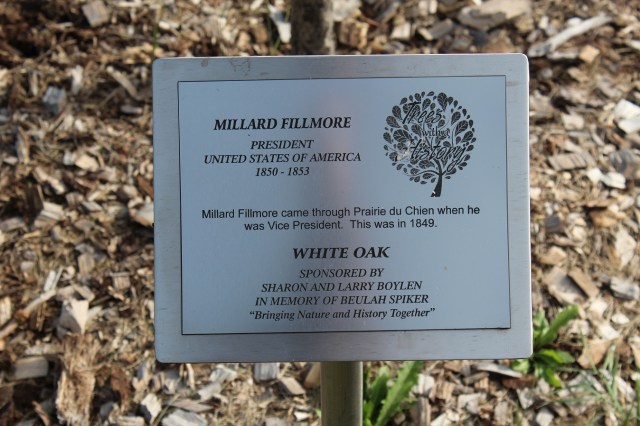 MILLARD FILLMORE
PRESIDENT
UNITED STATES OF AMERICA
1850 - 1853
Trees
with a
History
Millard Fillmore came through Prairie du Chien when he
was Vice President. This was in 1849.
WHITE OAK
SPONSORED BY
SHARON AND LARRY BOYLEN
IN MEMORY OF BEULAH SPIKER
“Bringing Nature and History Together”